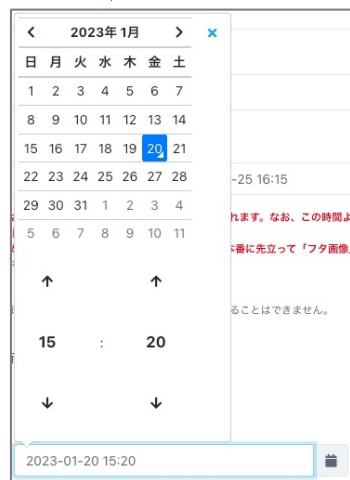 2023年 1月
日 月 火 水 木 金 土
1 2 3 4 5 6 7
8 9 10 11 12 13 14
15 16 17 18 19 20 21
22 23 24 25 26 27 28
29 30 31 1 2 3 4
5 6 7 8 9 10 11
-25 16:15
れます。なお、この時間よ
番に先立って「フタ画像
ることはできません。
15 : 20
2023-01-20 15:20